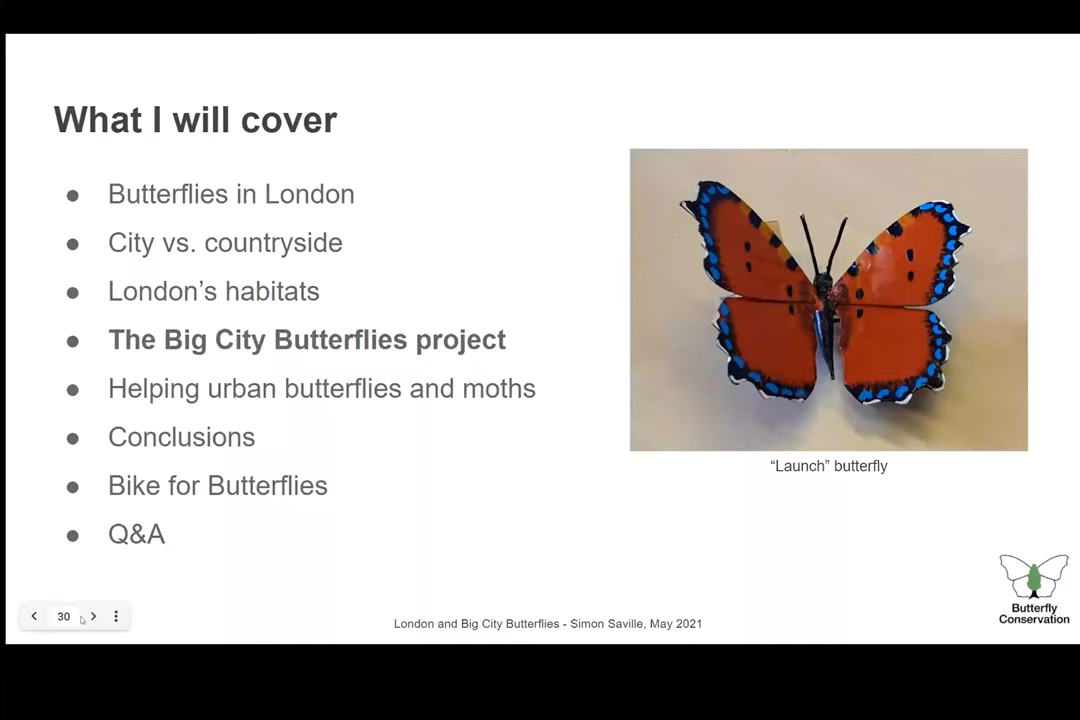 What I will cover
● Butterflies in London
● City vs. countryside
● London’s habitats
● The Big City Butterflies project
● Helping urban butterflies and moths
● Conclusions
● Bike for Butterflies
● Q&A
“Launch” butterfly
30
London and Big City Butterflies - Simon Saville, May 2021
Butterfly
Conservation